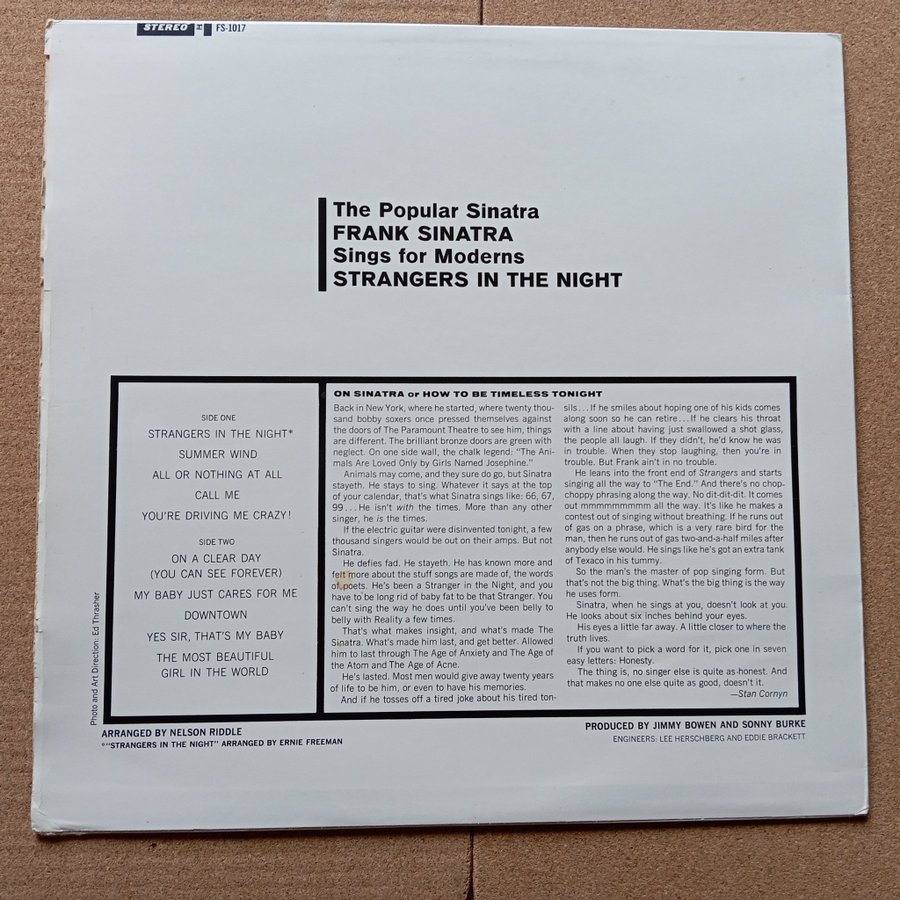 STEREO FS-1017
The Popular Sinatra
FRANK SINATRA
Sings for Moderns
STRANGERS IN THE NIGHT
SIDE ONE
STRANGERS IN THE NIGHT*
SUMMER WIND
ALL OR NOTHING AT ALL
CALL ME
YOU'RE DRIVING ME CRAZY!
SIDE TWO
ON A CLEAR DAY
(YOU CAN SEE FOREVER)
MY BABY JUST CARES FOR ME
DOWNTOWN
YES SIR, THAT'S MY BABY
THE MOST BEAUTIFUL
GIRL IN THE WORLD
ON SINATRA or HOW TO BE TIMELESS TONIGHT
Back in New York, where he started, where twenty thou-
sand bobby soxers once pressed themselves against
the doors of The Paramount Theatre to see him, things
are different. The brilliant bronze doors are green with
neglect. On one side wall, the chalk legend: "The Ani-
mals Are Loved Only by Girls Named Josephine."
Animals may come, and they sure do go, but Sinatra
stayeth. He stays to sing. Whatever it says at the top
of your calendar, that's what Sinatra sings like: 66, 67,
99... He isn't with the times. More than any other
singer, he is the times.
If the electric guitar were disinvented tonight, a few
thousand singers would be out on their amps. But not
Sinatra.
He defies fad. He stayeth. He has known more and
felt more about the stuff songs are made of, the words
of poets. He's been a Stranger in the Night, and you
have to be long rid of baby fat to be that Stranger. You
can't sing the way he does until you've been belly to
belly with Reality a few times.
That's what makes insight, and what's made The
Sinatra. What's made him last, and get better. Allowed
him to last through The Age of Anxiety and The Age of
the Atom and The Age of Acne.
He's lasted. Most men would give away twenty years
of life to be him, or even to have his memories.
And if he tosses off a tired joke about his tired ton-
sils... If he smiles about hoping one of his kids comes
along soon so he can retire... If he clears his throat
with a line about having just swallowed a shot glass,
the people all laugh. If they didn't, he'd know he was
in trouble. When they stop laughing, then you're in
trouble. But Frank ain't in no trouble.
He leans into the front end of Strangers and starts
singing all the way to "The End." And there's no chop-
choppy phrasing along the way. No dit-dit-dit. It comes
out mmmmmmmm all the way. It's like he makes a
contest out of singing without breathing. If he runs out
of gas on a phrase, which is a very rare bird for the
man, then he runs out of gas two-and-a-half miles after
anybody else would. He sings like he's got an extra tank
of Texaco in his tummy.
So the man's the master of pop singing form. But
that's not the big thing. What's the big thing is the way
he uses form.
Sinatra, when he sings at you, doesn't look at you.
He looks about six inches behind your eyes.
His eyes a little far away. A little closer to where the
truth lives.
If you want to pick a word for it, pick one in seven
easy letters: Honesty.
The thing is, no singer else is quite as honest. And
that makes no one else quite as good, doesn't it.
—Stan Cornyn
Photo and Art Direction: Ed Thrasher
ARRANGED BY NELSON RIDDLE
*"STRANGERS IN THE NIGHT" ARRANGED BY ERNIE FREEMAN
PRODUCED BY JIMMY BOWEN AND SONNY BURKE
ENGINEERS: LEE HERSCHBERG AND EDDIE BRACKETT